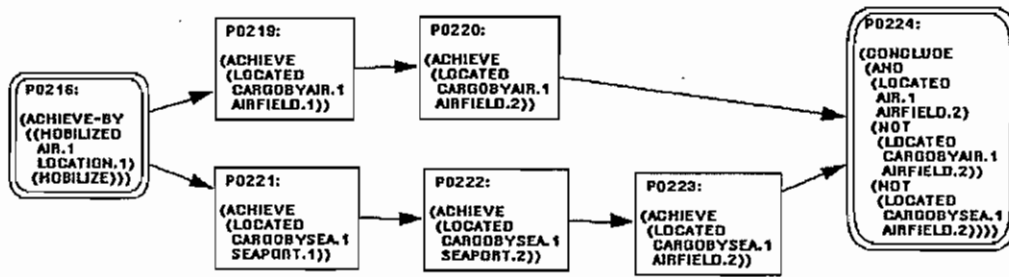 P0216:
(ACHIEVE-BY
((MOBILIZED
AIR.1
LOCATION.1)
(MOBILIZE)))
P0219:
(ACHIEVE
(LOCATED
CARGOBYAIR.1
AIRFIELD.1))
P0220:
(ACHIEVE
(LOCATED
CARGOBYAIR.1
AIRFIELD.2))
P0221:
(ACHIEVE
(LOCATED
CARGOBYSEA.1
SEAPORT.1))
P0222:
(ACHIEVE
(LOCATED
CARGOBYSEA.1
SEAPORT.2))
P0223:
(ACHIEVE
(LOCATED
CARGOBYSEA.1
AIRFIELD.2))
P0224:
(CONCLUDE
(AND
(LOCATED
AIR.1
AIRFIELD.2)
(NOT
(LOCATED
CARGOBYAIR.1
AIRFIELD.2))
(NOT
(LOCATED
CARGOBYSEA.1
AIRFIELD.2))))